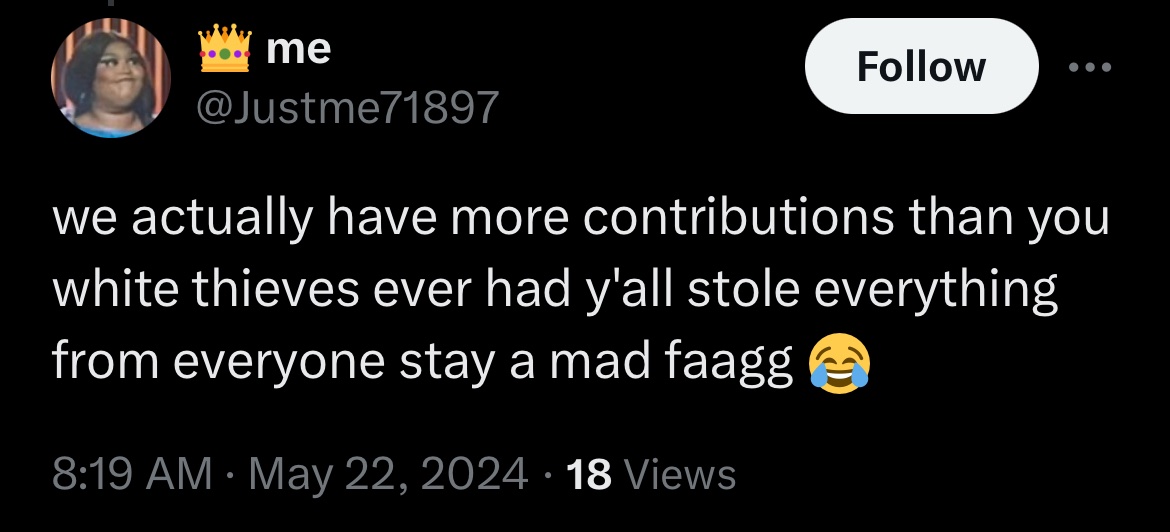 👑 me
Follow
@Justme71897
we actually have more contributions than you
white thieves ever had y'all stole everything
from everyone stay a mad faagg 😂
8:19 AM · May 22, 2024 · 18 Views